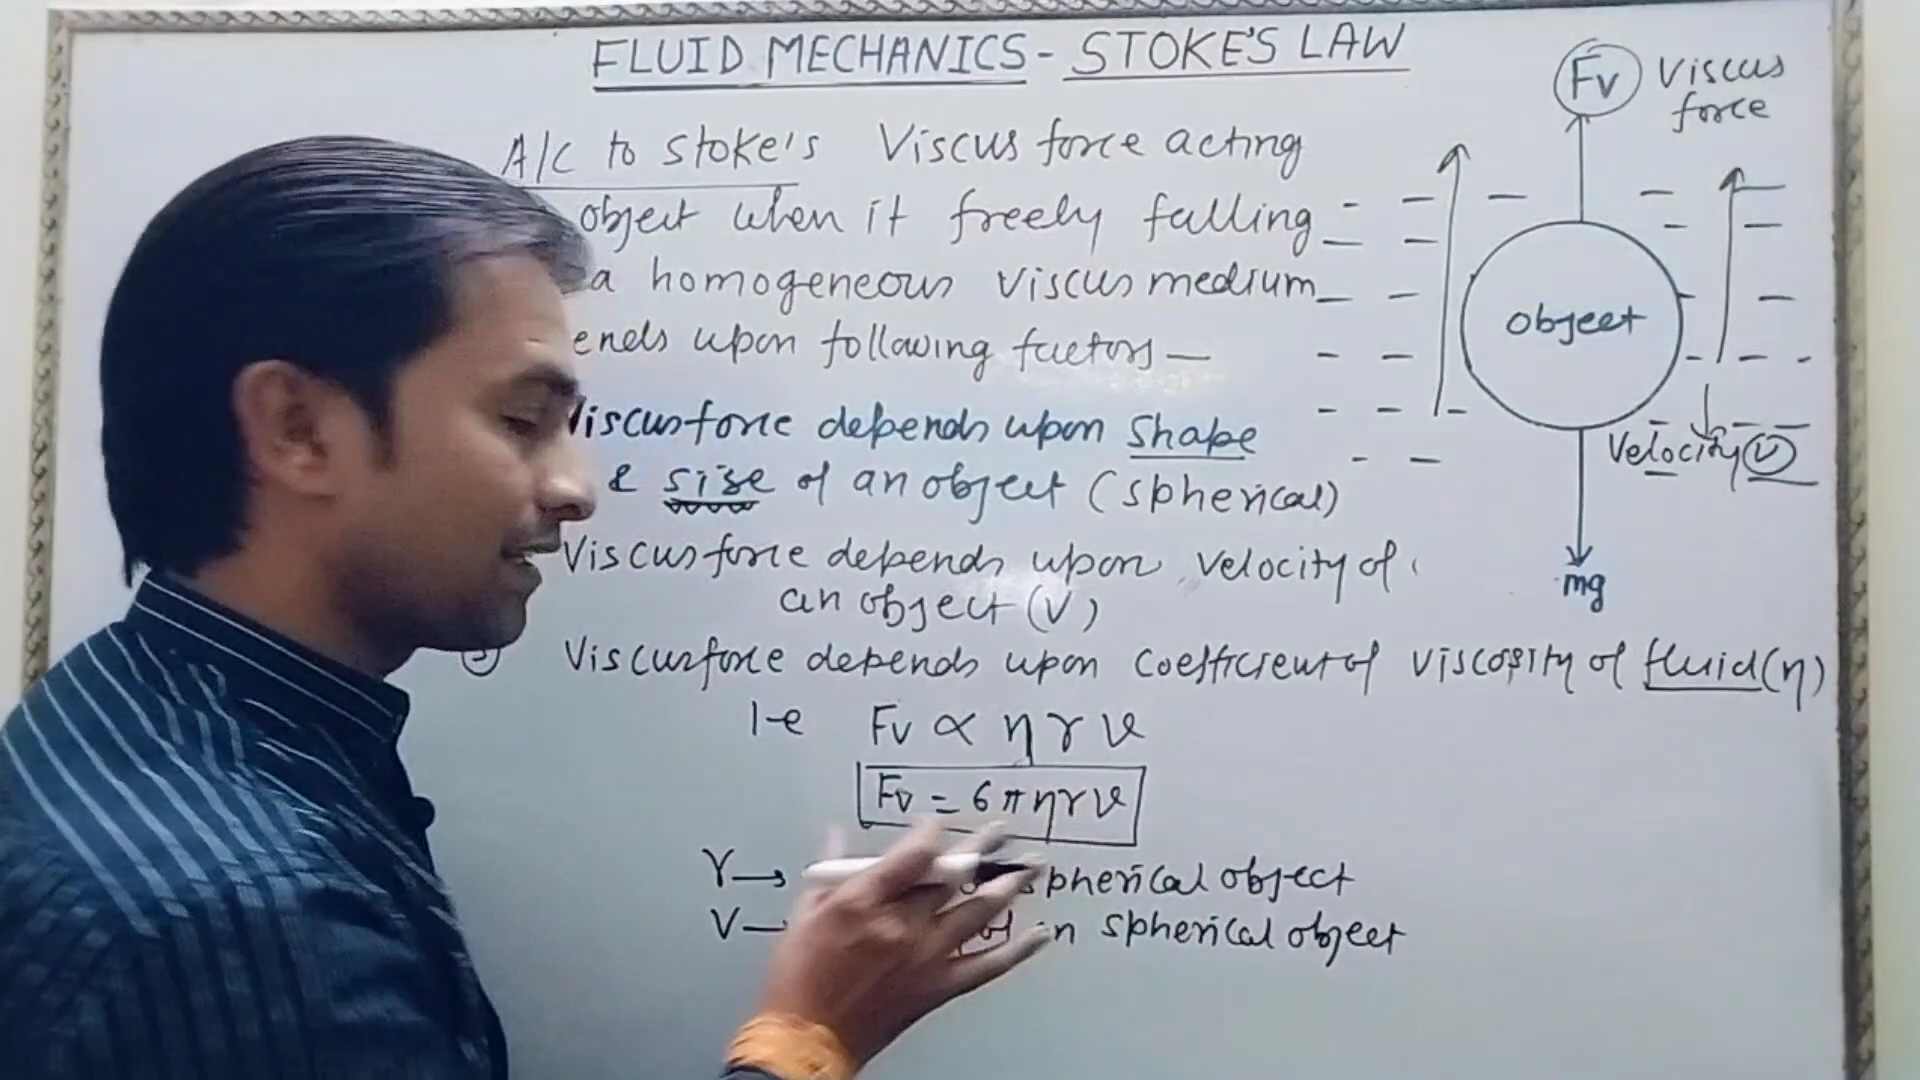 FLUID MECHANICS - STOKE'S LAW
A/C to Stoke's Viscus force acting
object when it freely falling
a homogeneous viscus medium
ends upon following factors —
Viscus force depends upon Shape
& size of an object (spherical)
Viscus force depends upon velocity of
an object (v)
③ Viscus force depends upon coefficient of viscosity of fluid (η)
i-e Fv ∝ η r v
Fv = 6πηrv
r → spherical object
V → spherical object
Fv Viscus
force
Object
Velocity (v)
mg